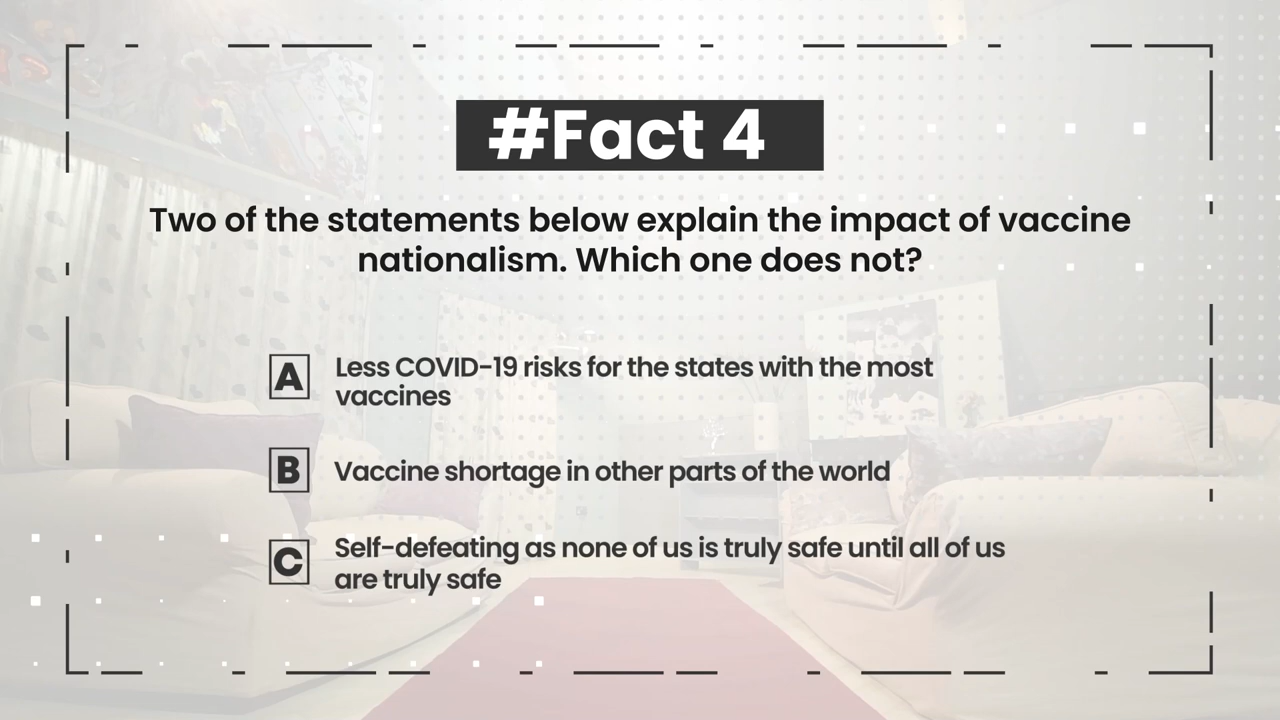 #Fact 4
Two of the statements below explain the impact of vaccine
nationalism. Which one does not?
A Less COVID-19 risks for the states with the most
vaccines
B Vaccine shortage in other parts of the world
C Self-defeating as none of us is truly safe until all of us
are truly safe